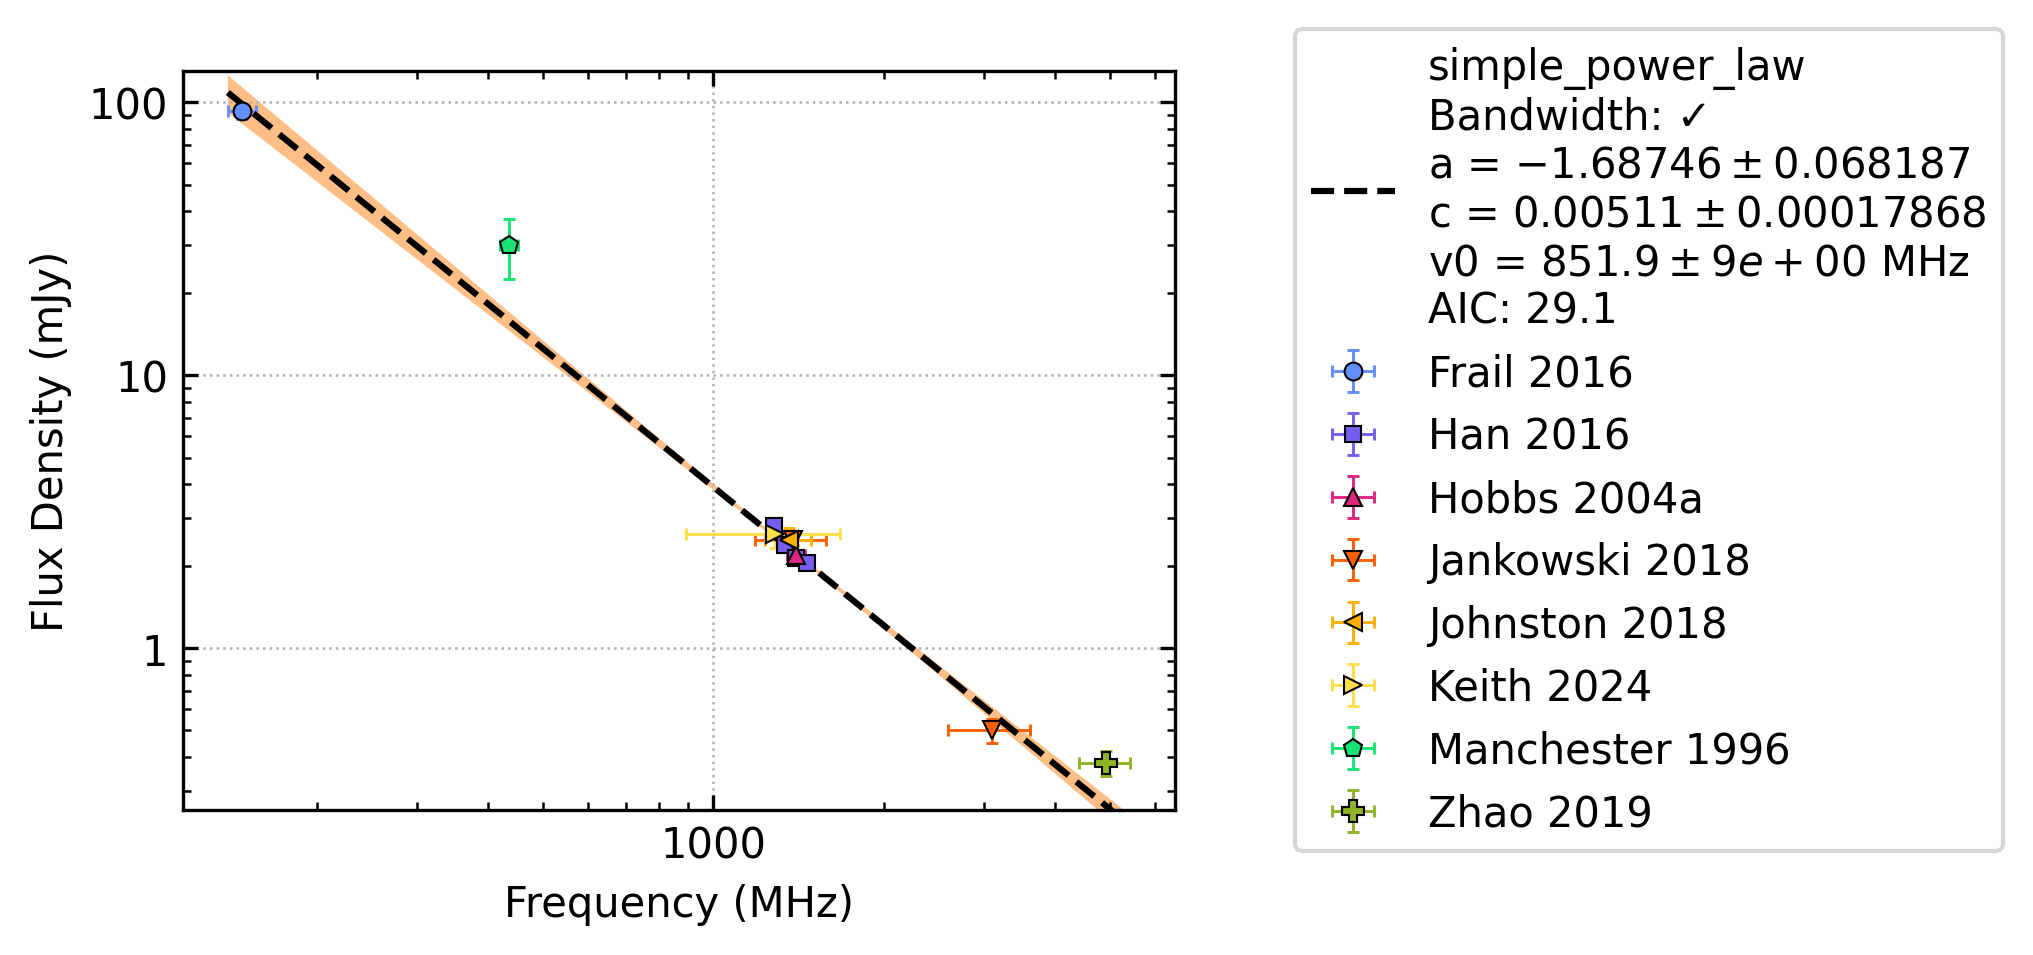 100
10
1
Flux Density (mJy)
1000
Frequency (MHz)
simple_power_law
Bandwidth: ✓
a = −1.68746 ± 0.068187
c = 0.00511 ± 0.00017868
v0 = 851.9 ± 9e + 00 MHz
AIC: 29.1
Frail 2016
Han 2016
Hobbs 2004a
Jankowski 2018
Johnston 2018
Keith 2024
Manchester 1996
Zhao 2019